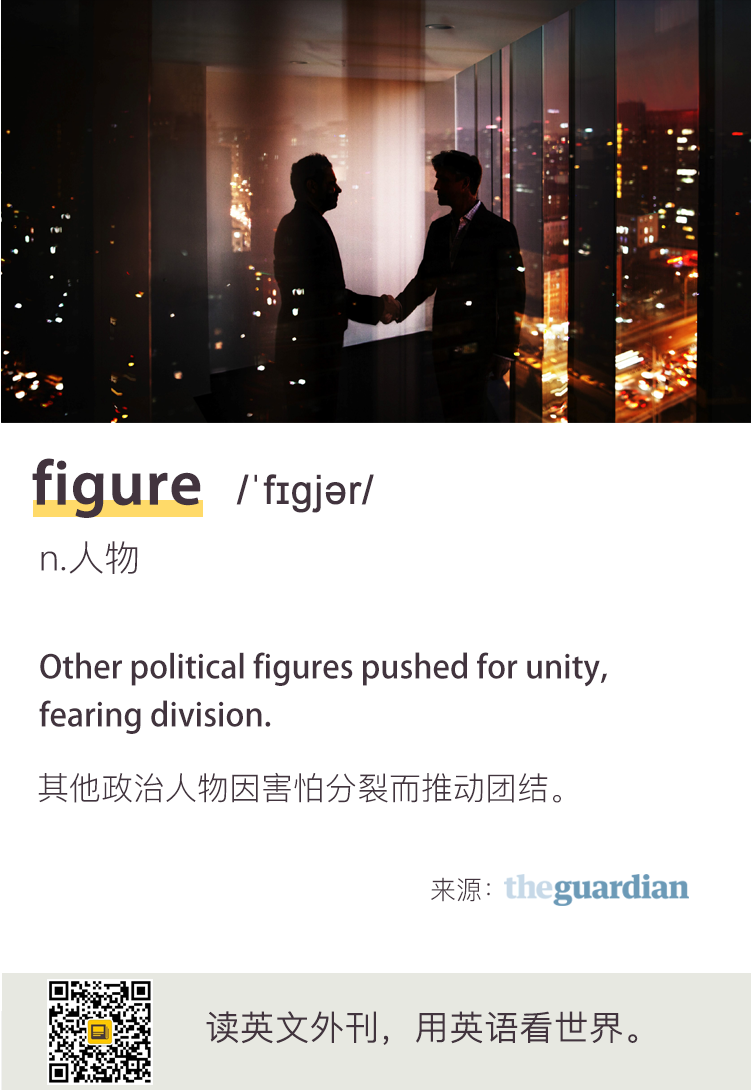 figure /ˈfɪgjər/
n.人物
Other political figures pushed for unity,
fearing division.
其他政治人物因害怕分裂而推动团结。
来源：theguardian
读英文外刊，用英语看世界。